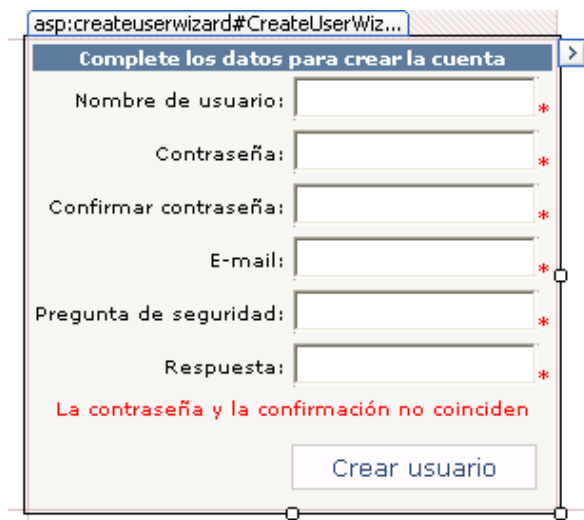 asp:createuserwizard#CreateUserWiz...
Complete los datos para crear la cuenta
>
Nombre de usuario: *
Contraseña: *
Confirmar contraseña: *
E-mail: *
Pregunta de seguridad: *
Respuesta: *
La contraseña y la confirmación no coinciden
Crear usuario